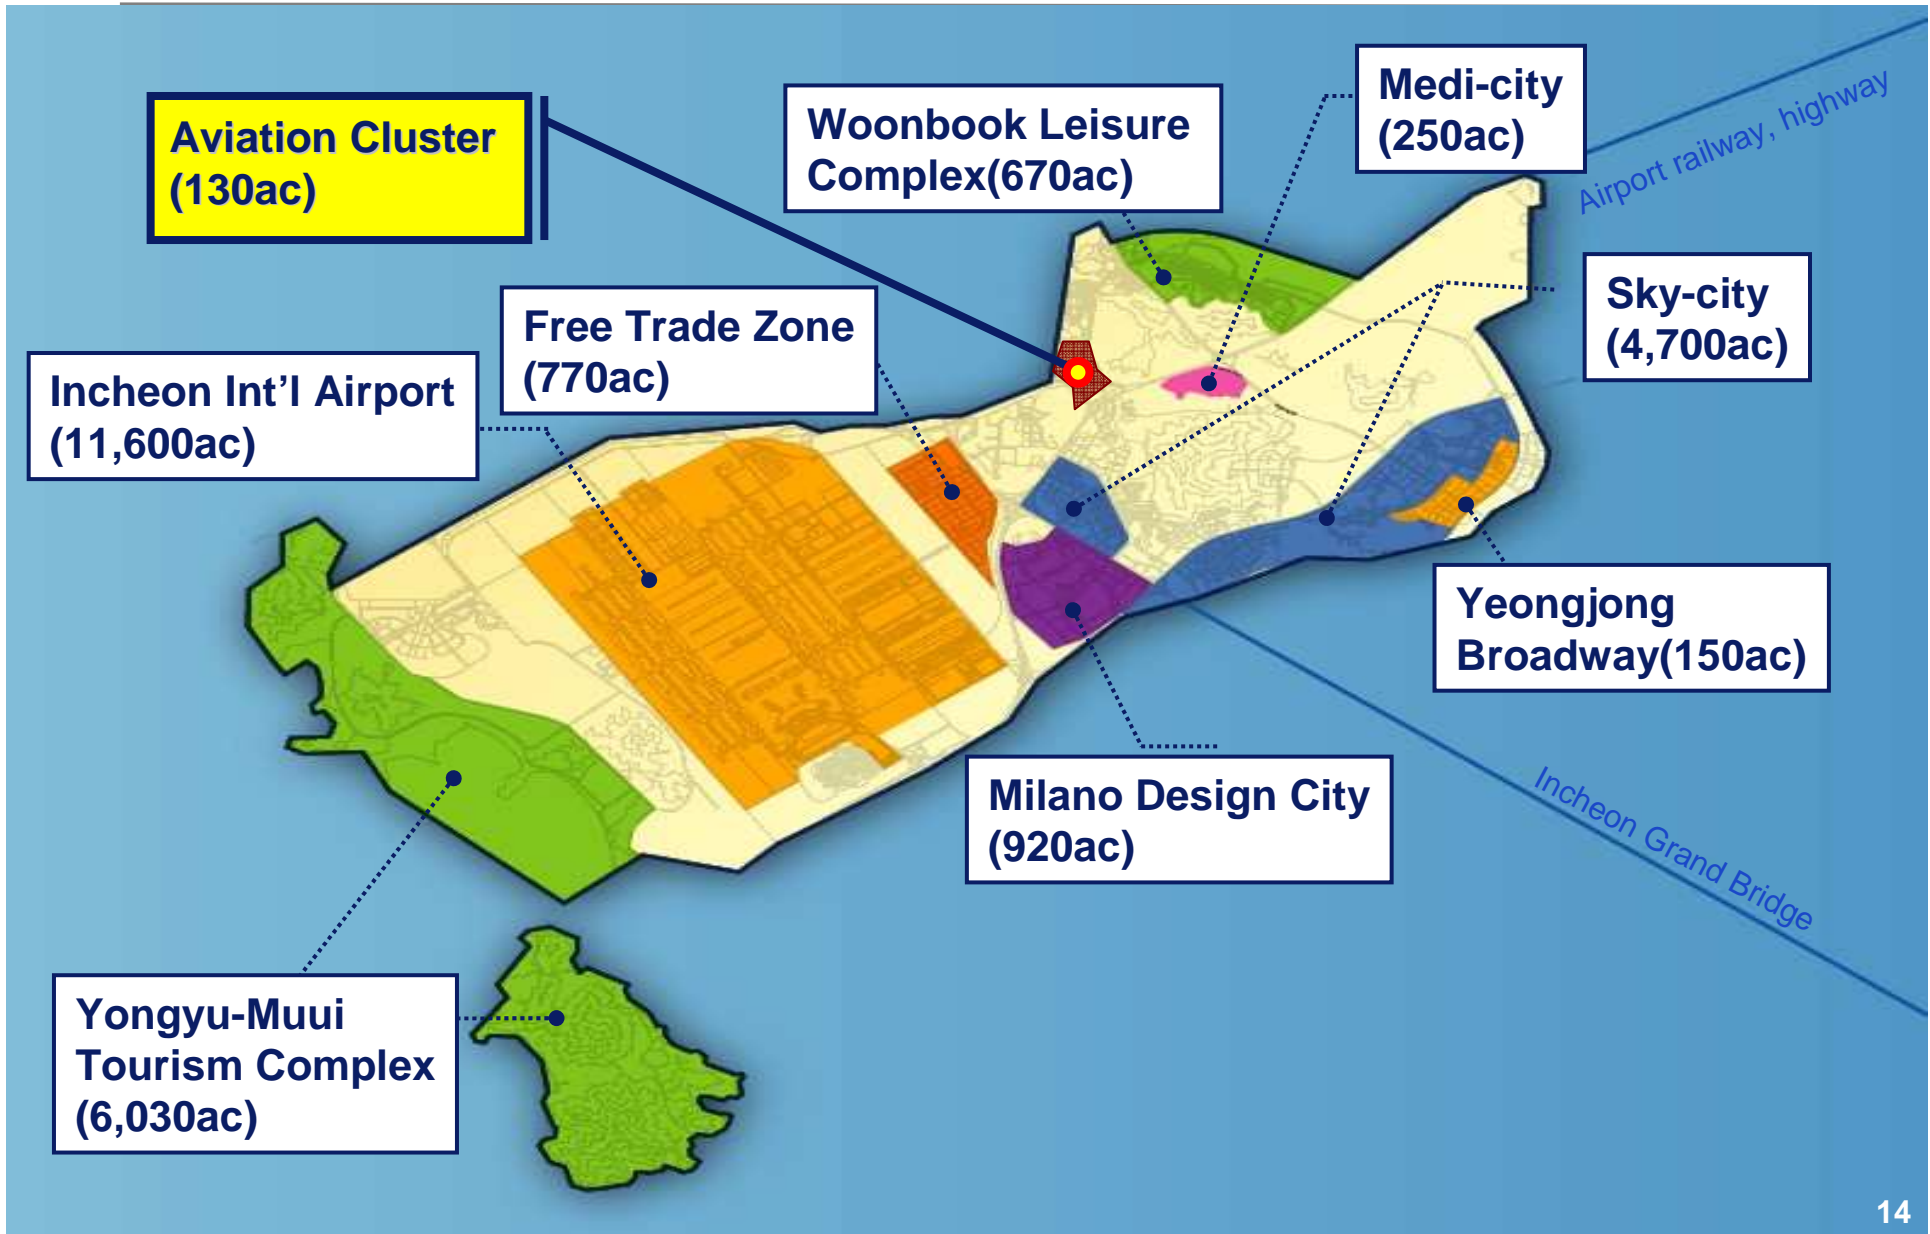 Aviation Cluster
(130ac)
Woonbook Leisure
Complex(670ac)
Medi-city
(250ac)
Airport railway, highway
Sky-city
(4,700ac)
Free Trade Zone
(770ac)
Incheon Int’l Airport
(11,600ac)
Yeongjong
Broadway(150ac)
Milano Design City
(920ac)
Incheon Grand Bridge
Yongyu-Muui
Tourism Complex
(6,030ac)
14